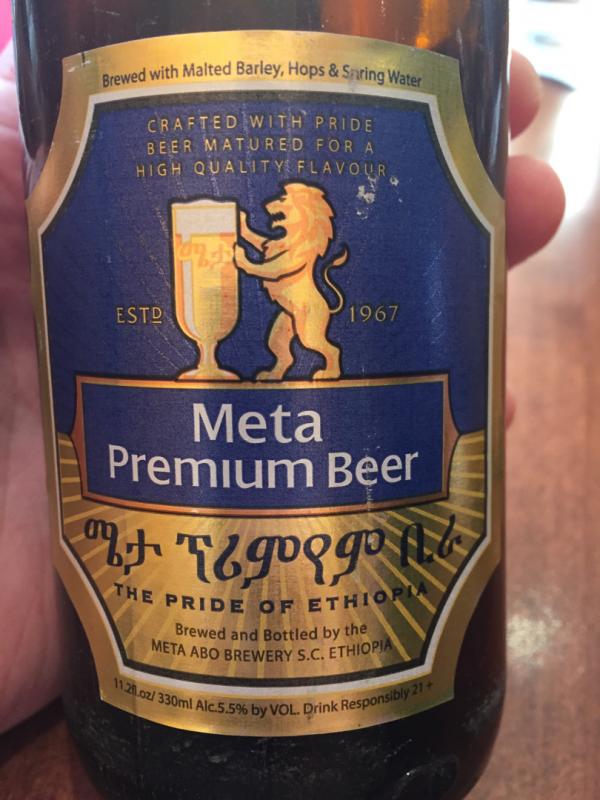 Brewed with Malted Barley, Hops & Spring Water
CRAFTED WITH PRIDE
BEER MATURED FOR A
HIGH QUALITY FLAVOUR
ሜታ
ESTD 1967
Meta
Premium Beer
ሜታ ፕሪምየም ቢራ
THE PRIDE OF ETHIOPIA
Brewed and Bottled by the
META ABO BREWERY S.C. ETHIOPIA
11.2fl.oz/ 330ml Alc.5.5% by VOL. Drink Responsibly 21 +